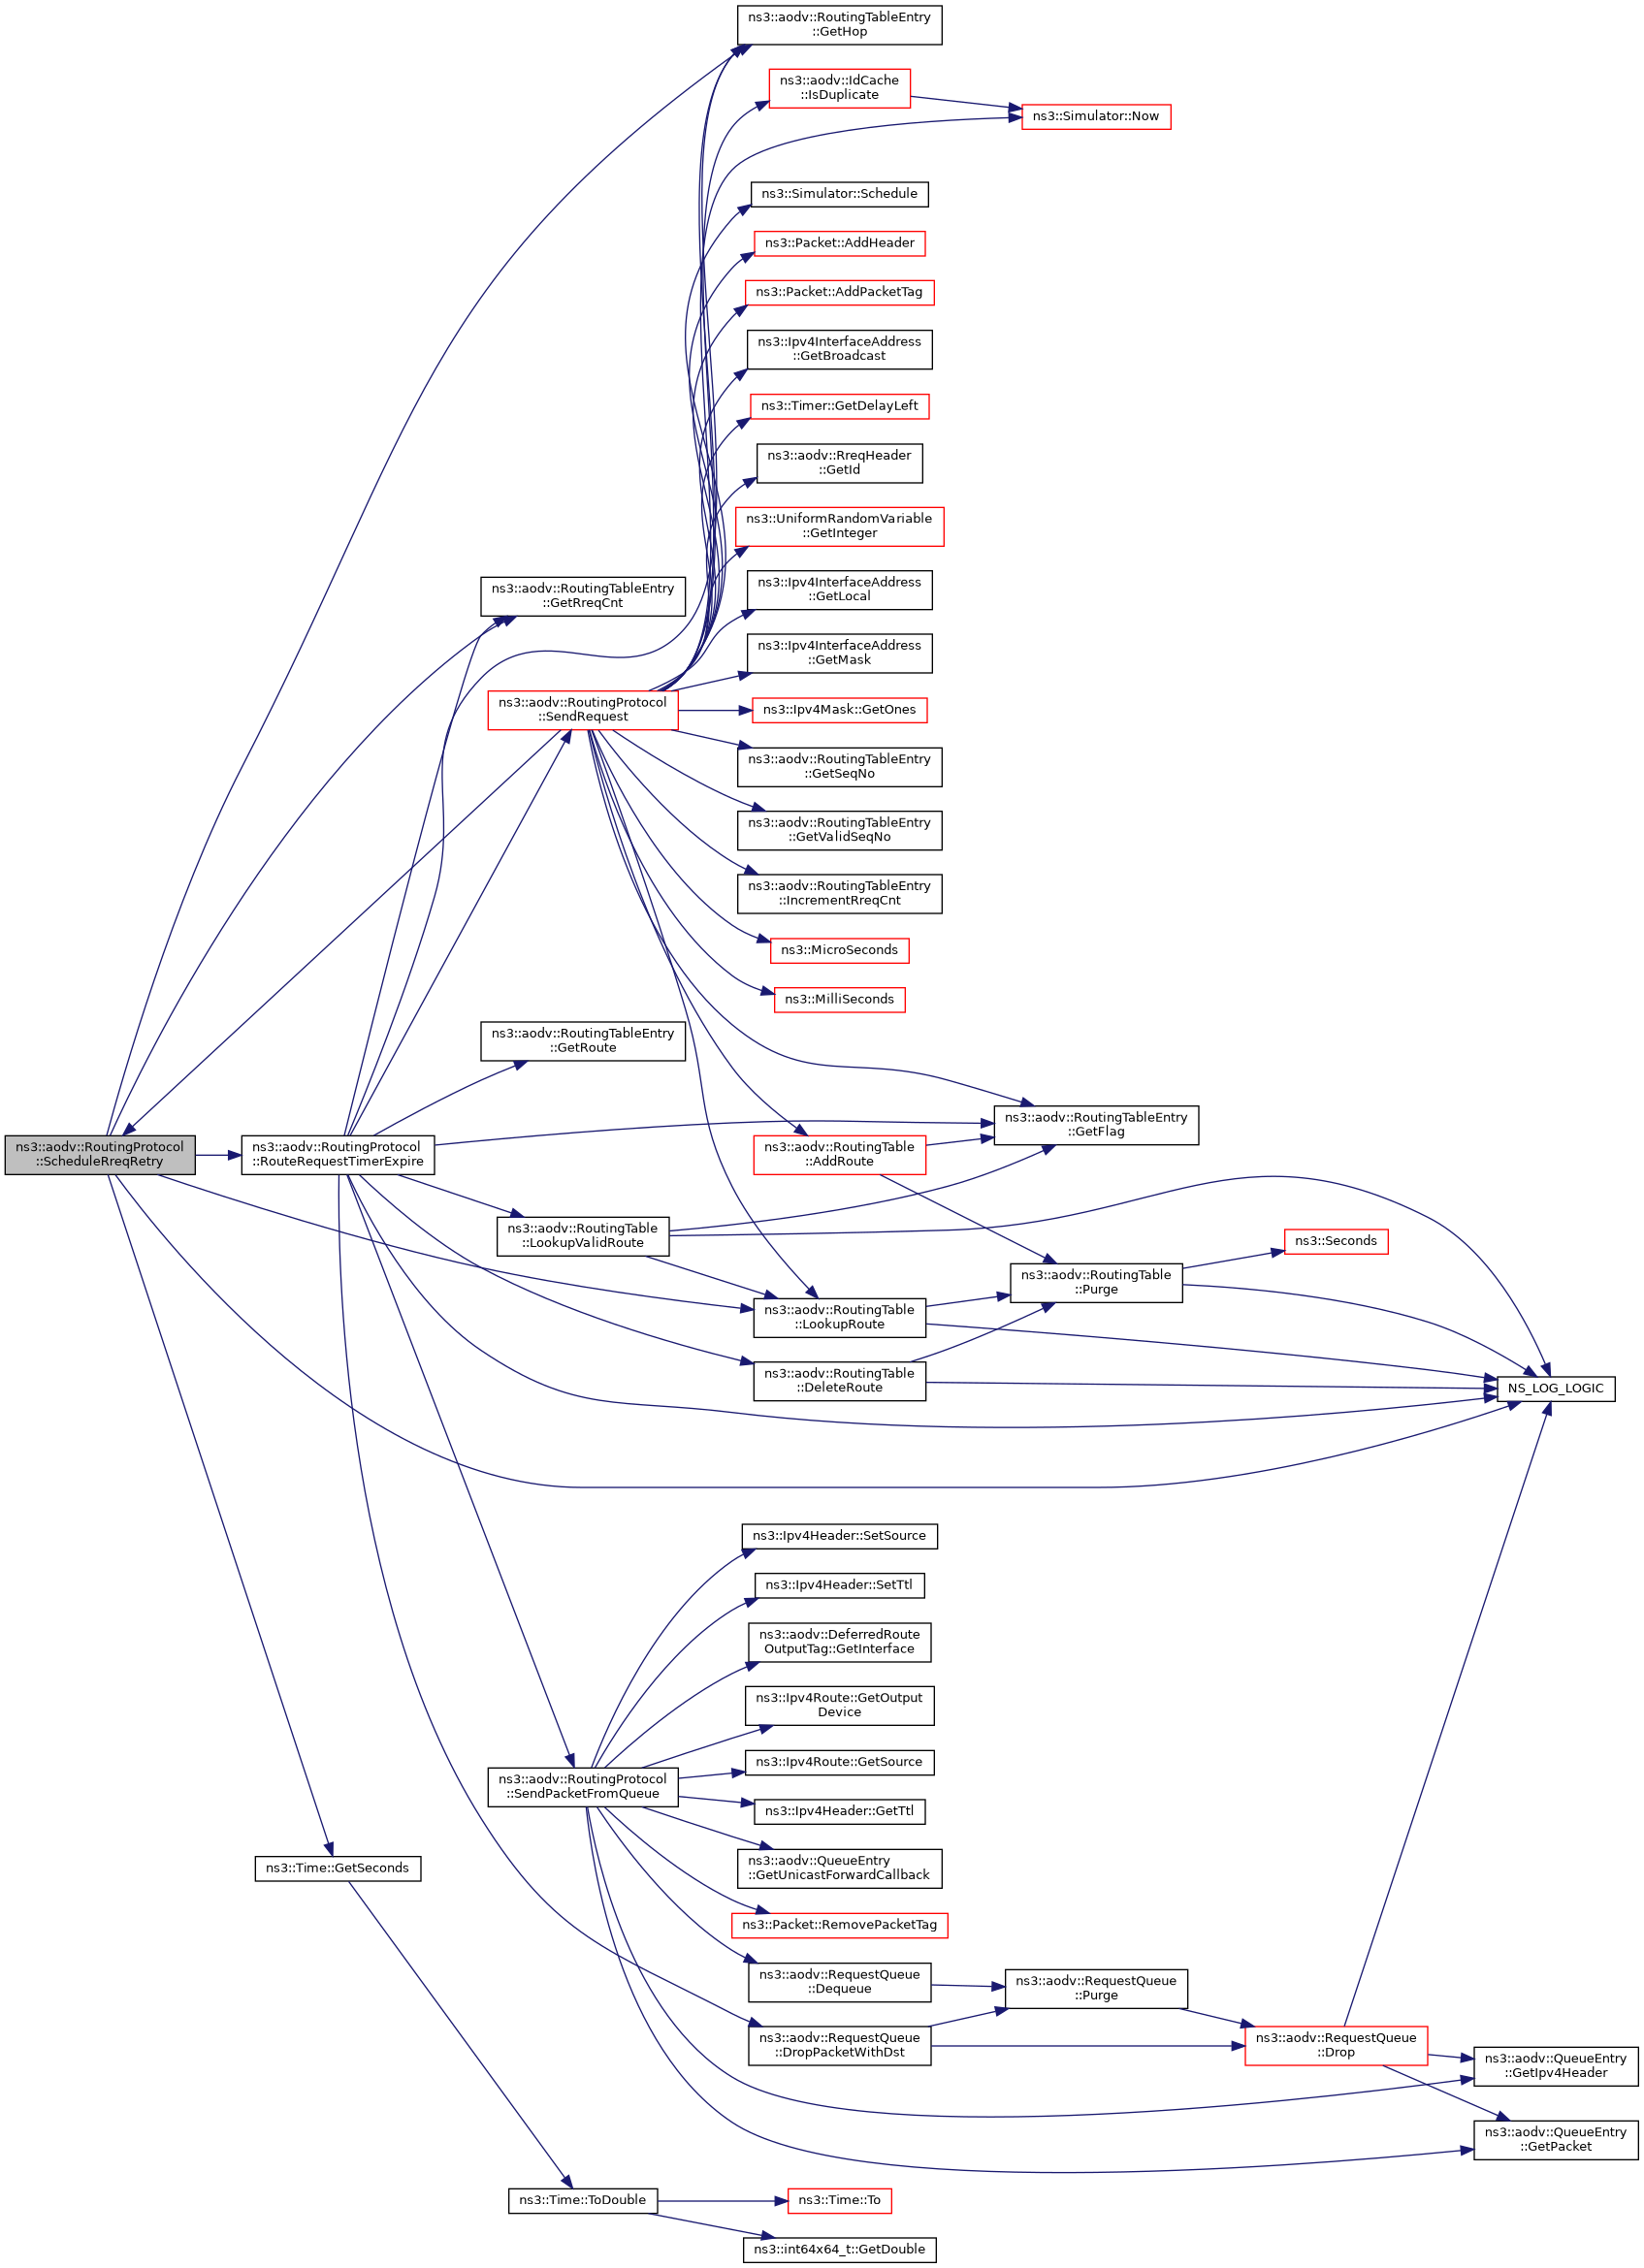 ns3::aodv::RoutingTableEntry
::GetHop
ns3::aodv::IdCache
::IsDuplicate
ns3::Simulator::Now
ns3::Simulator::Schedule
ns3::Packet::AddHeader
ns3::Packet::AddPacketTag
ns3::Ipv4InterfaceAddress
::GetBroadcast
ns3::Timer::GetDelayLeft
ns3::aodv::RreqHeader
::GetId
ns3::UniformRandomVariable
::GetInteger
ns3::Ipv4InterfaceAddress
::GetLocal
ns3::aodv::RoutingTableEntry
::GetRreqCnt
ns3::Ipv4InterfaceAddress
::GetMask
ns3::aodv::RoutingProtocol
::SendRequest
ns3::Ipv4Mask::GetOnes
ns3::aodv::RoutingTableEntry
::GetSeqNo
ns3::aodv::RoutingTableEntry
::GetValidSeqNo
ns3::aodv::RoutingTableEntry
::IncrementRreqCnt
ns3::MicroSeconds
ns3::MilliSeconds
ns3::aodv::RoutingTableEntry
::GetRoute
ns3::aodv::RoutingTableEntry
::GetFlag
ns3::aodv::RoutingProtocol
::ScheduleRreqRetry
ns3::aodv::RoutingProtocol
::RouteRequestTimerExpire
ns3::aodv::RoutingTable
::AddRoute
ns3::aodv::RoutingTable
::LookupValidRoute
ns3::Seconds
ns3::aodv::RoutingTable
::Purge
ns3::aodv::RoutingTable
::LookupRoute
ns3::aodv::RoutingTable
::DeleteRoute
NS_LOG_LOGIC
ns3::Ipv4Header::SetSource
ns3::Ipv4Header::SetTtl
ns3::aodv::DeferredRoute
OutputTag::GetInterface
ns3::Ipv4Route::GetOutput
Device
ns3::Ipv4Route::GetSource
ns3::aodv::RoutingProtocol
::SendPacketFromQueue
ns3::Ipv4Header::GetTtl
ns3::aodv::QueueEntry
::GetUnicastForwardCallback
ns3::Time::GetSeconds
ns3::Packet::RemovePacketTag
ns3::aodv::RequestQueue
::Dequeue
ns3::aodv::RequestQueue
::Purge
ns3::aodv::RequestQueue
::DropPacketWithDst
ns3::aodv::RequestQueue
::Drop
ns3::aodv::QueueEntry
::GetIpv4Header
ns3::aodv::QueueEntry
::GetPacket
ns3::Time::ToDouble
ns3::Time::To
ns3::int64x64_t::GetDouble